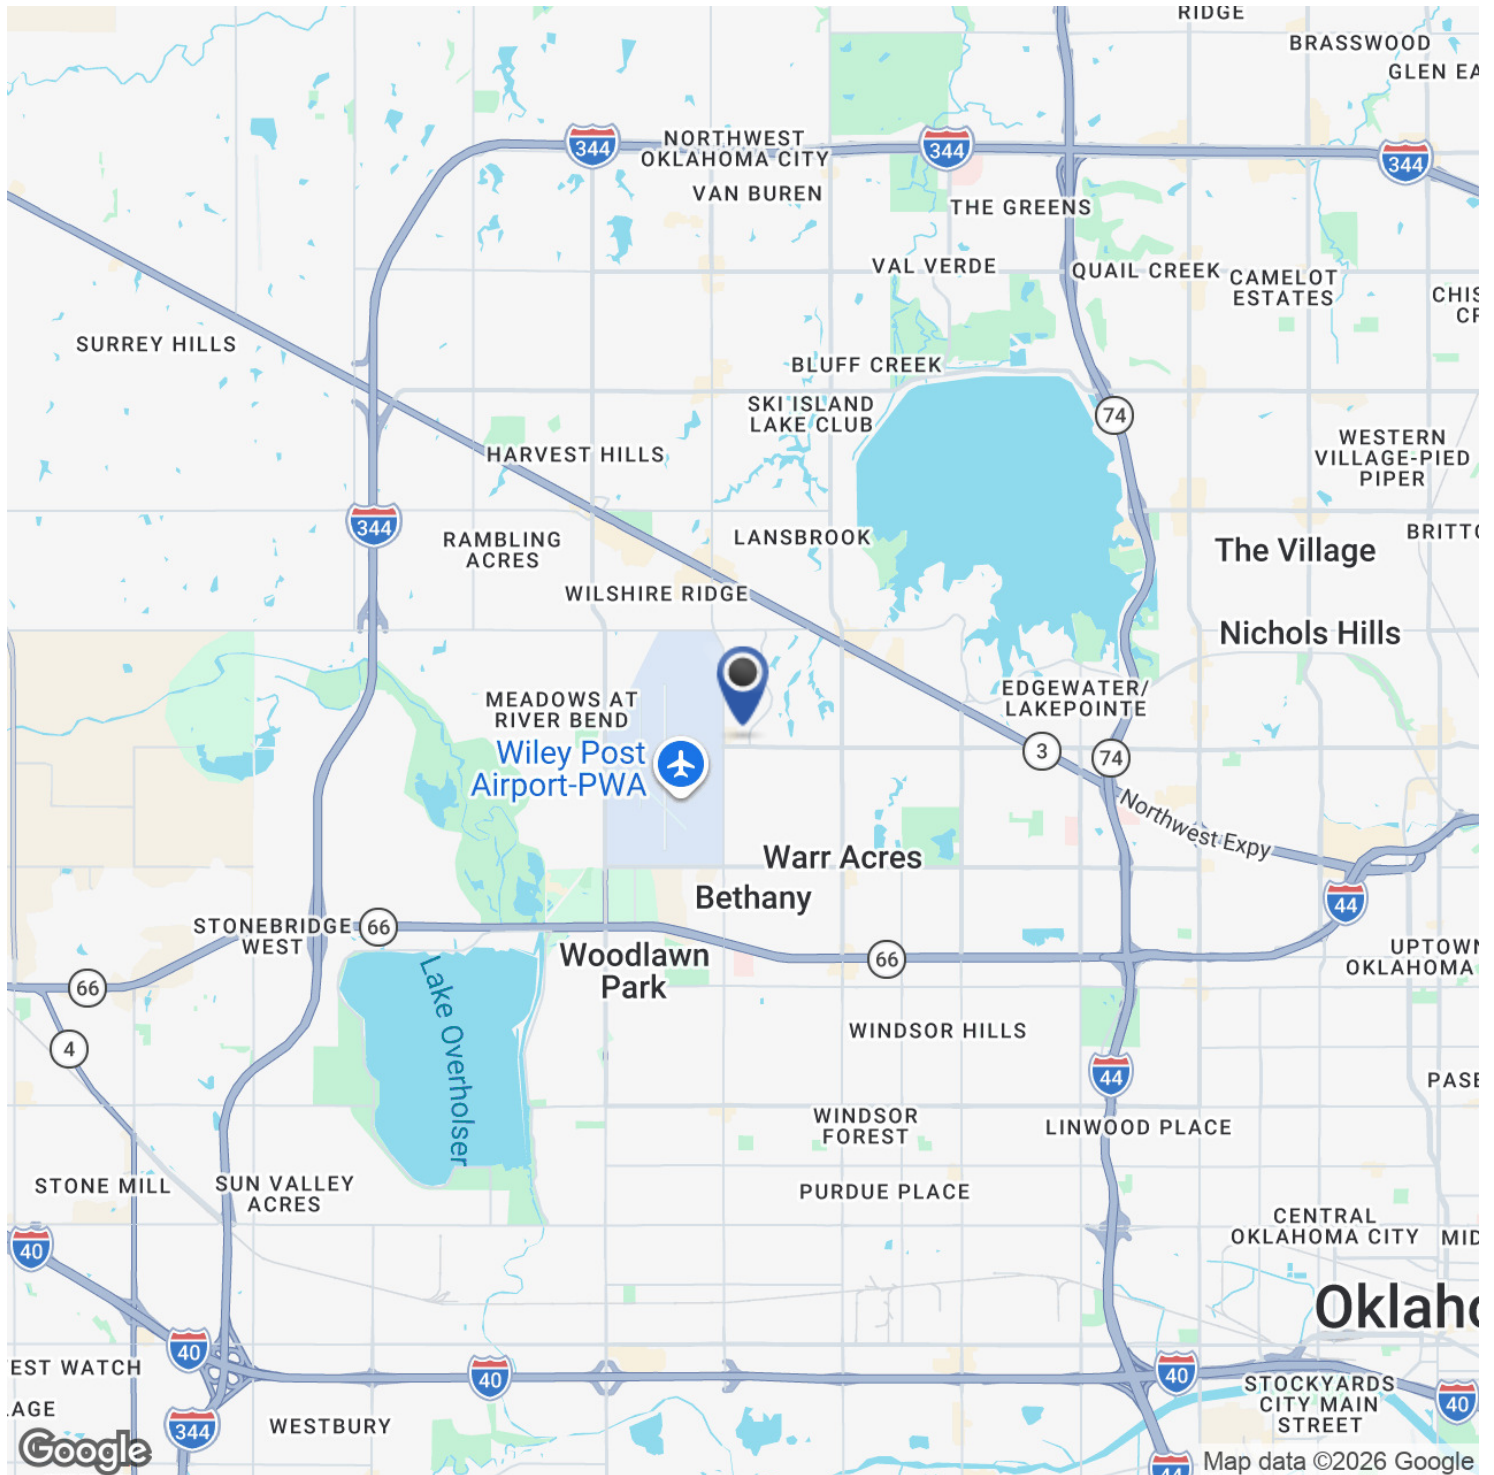 RIDGE
BRASSWOOD
GLEN EA
344
NORTHWEST
OKLAHOMA CITY
344
344
VAN BUREN
THE GREENS
VAL VERDE
QUAIL CREEK
CAMELOT
ESTATES
CHIS
SURREY HILLS
BLUFF CREEK
SKI ISLAND
LAKE CLUB
74
HARVEST HILLS
WESTERN
VILLAGE-PIED
PIPER
344
RAMBLING
ACRES
LANSBROOK
The Village
BRITTO
WILSHIRE RIDGE
Nichols Hills
MEADOWS AT
RIVER BEND
EDGEWATER/
LAKEPOINTE
Wiley Post
Airport-PWA
3
74
Northwest Expy
Warr Acres
Bethany
44
STONEBRIDGE
WEST
66
Woodlawn
Park
66
UPTOWN
OKLAHOMA
66
Lake Overholser
4
WINDSOR HILLS
44
PASE
WINDSOR
FOREST
LINWOOD PLACE
STONE MILL
SUN VALLEY
ACRES
PURDUE PLACE
CENTRAL
OKLAHOMA CITY
MID
40
Oklaho
40
EST WATCH
40
40
STOCKYARDS
CITY MAIN
STREET
40
AGE
344
WESTBURY
Google
44
Map data ©2026 Google